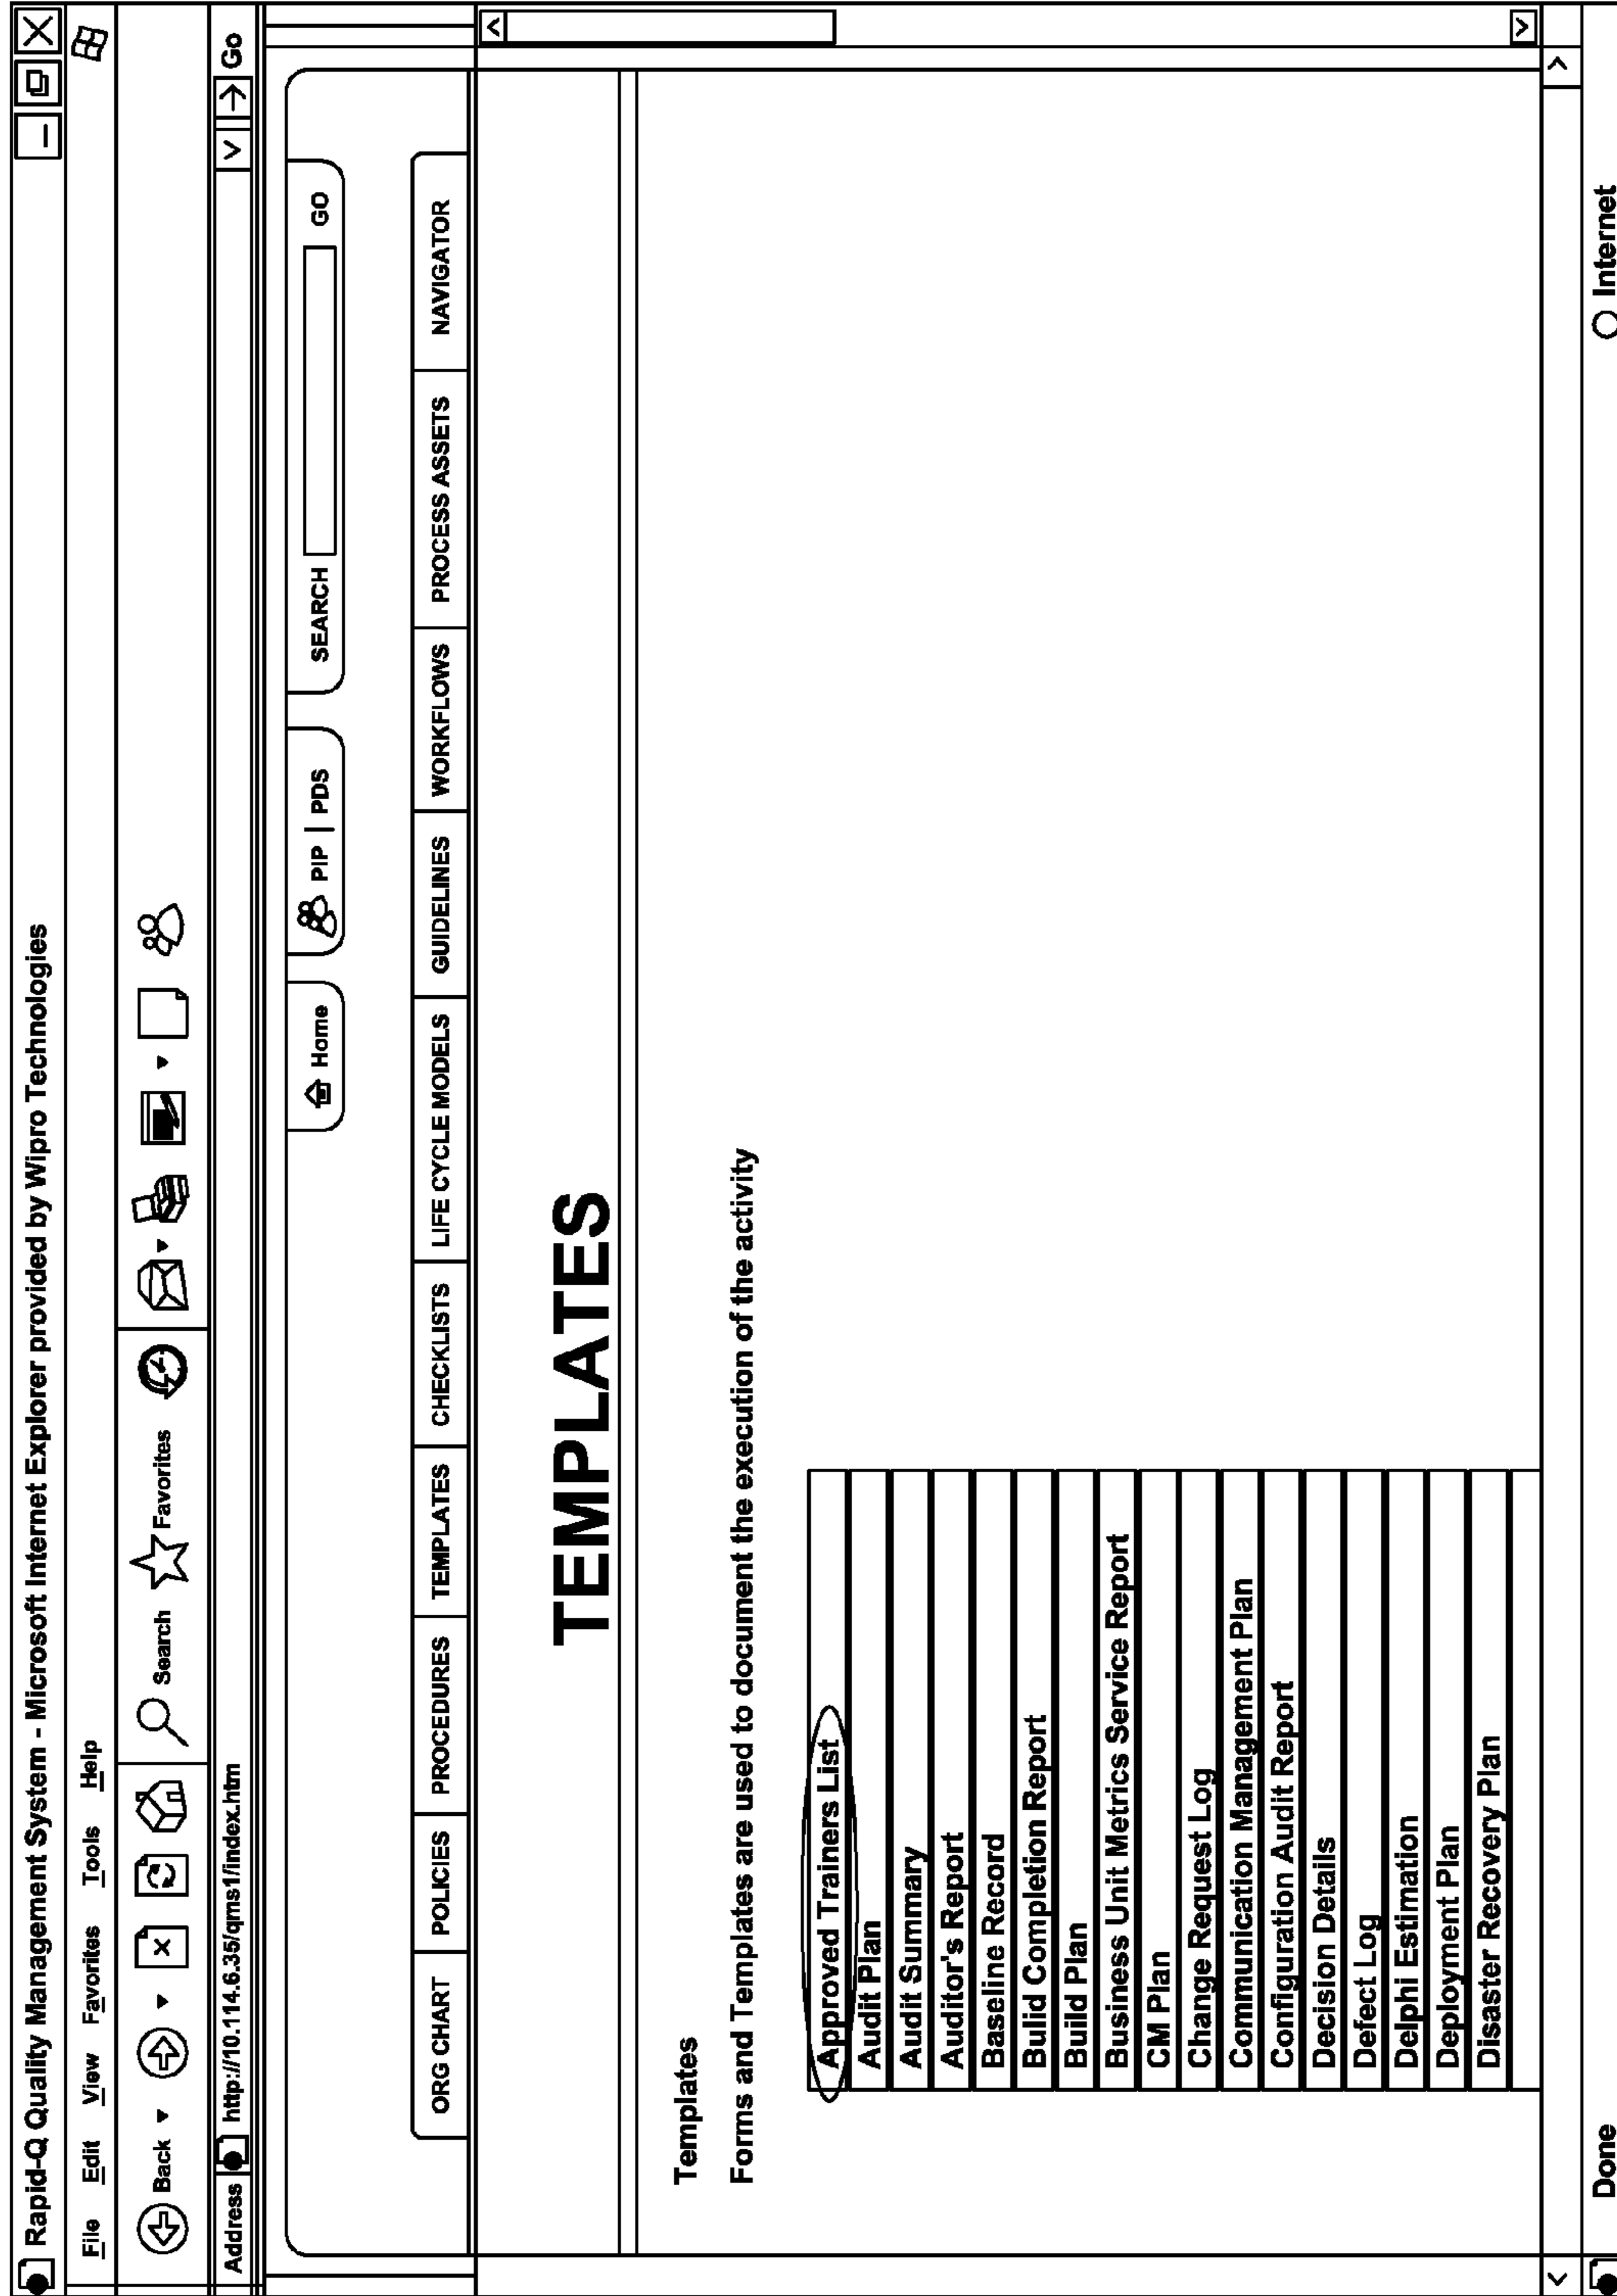 Rapid-Q Quality Management System - Microsoft Internet Explorer provided by Wipro Technologies
File Edit View Favorites Tools Help
Back Search Favorites
Address http://10.114.6.35/qms1/index.htm Go
Home PIP | PDS SEARCH GO
ORG CHART POLICIES PROCEDURES TEMPLATES CHECKLISTS LIFE CYCLE MODELS GUIDELINES WORKFLOWS PROCESS ASSETS NAVIGATOR
TEMPLATES
Templates
Forms and Templates are used to document the execution of the activity
Approved Trainers List
Audit Plan
Audit Summary
Auditor's Report
Baseline Record
Bulid Completion Report
Build Plan
Business Unit Metrics Service Report
CM Plan
Change Request Log
Communication Management Plan
Configuration Audit Report
Decision Details
Defect Log
Delphi Estimation
Deployment Plan
Disaster Recovery Plan
Done Internet